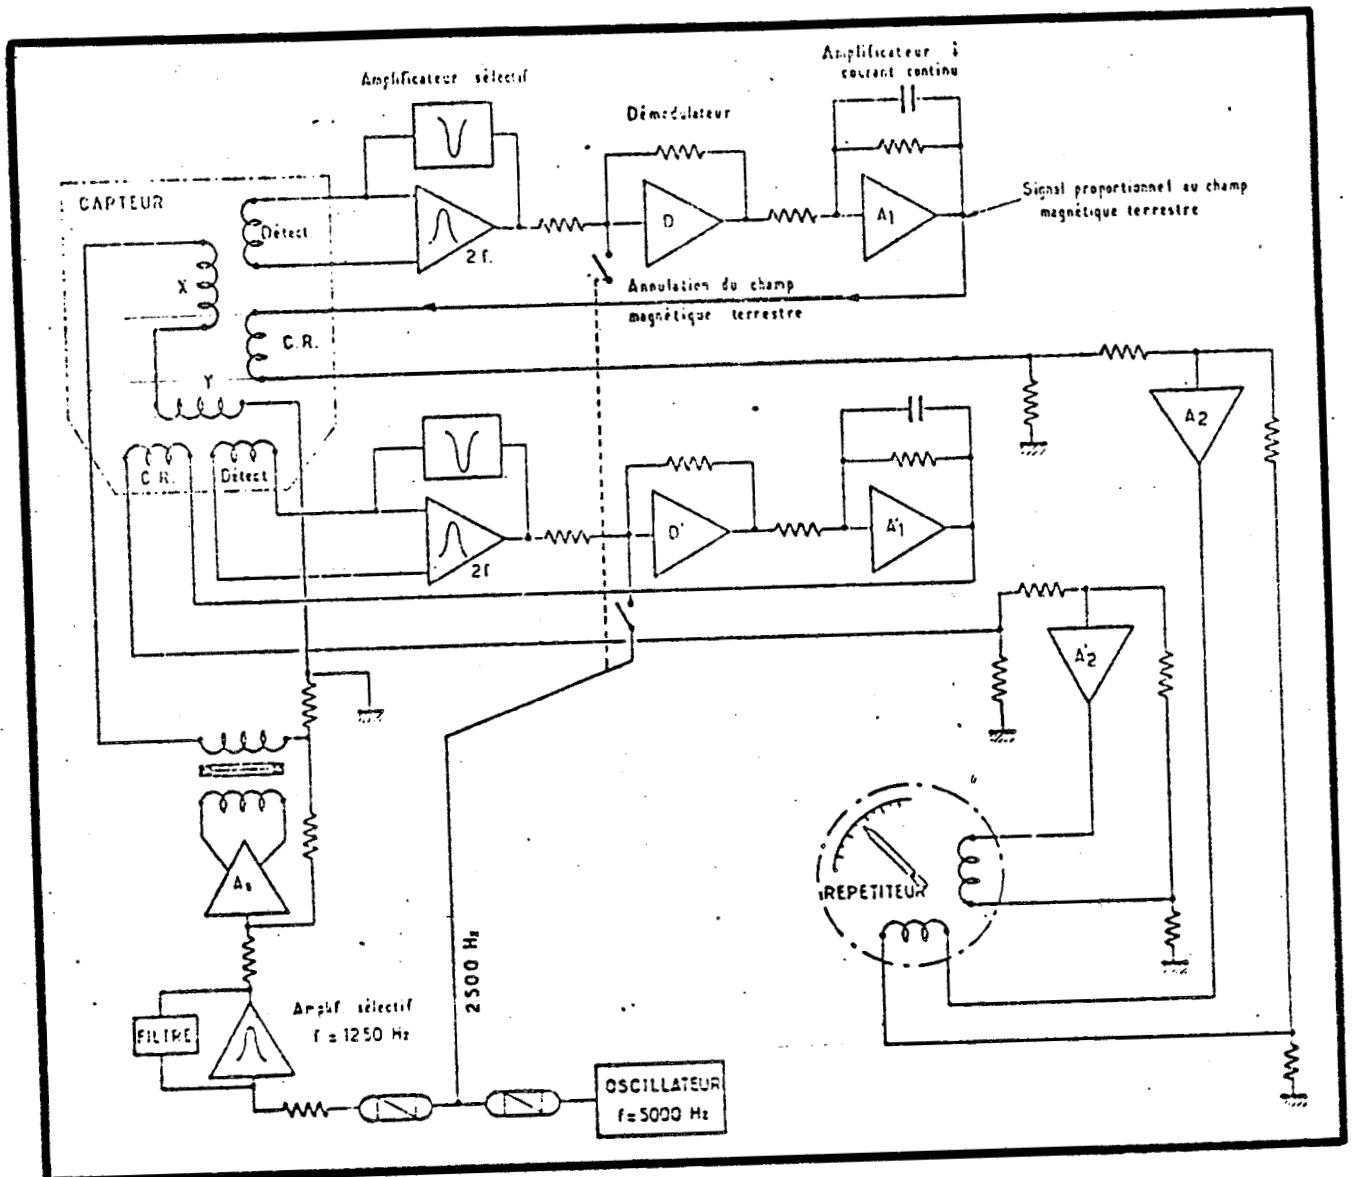 Amplificateur à
courant continu
Amplificateur sélectif
Démodulateur
CAPTEUR
Détect.
2f.
D
A1
Signal proportionnel au champ
magnétique terrestre
X
Annulation du champ
magnétique terrestre
C.R.
Y
A2
C.R.
Détect
2f
D'
A'1
A'2
REPETITEUR
2500 Hz
Amplif. sélectif
f = 1250 Hz
FILTRE
OSCILLATEUR
f=5000 Hz